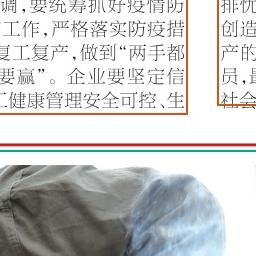 调，要统筹抓好疫情防
工作，严格落实防疫措
复工复产，做到“两手都
要赢”。企业要坚定信
工健康管理安全可控、生
排忧
创造
产的
员，
社会